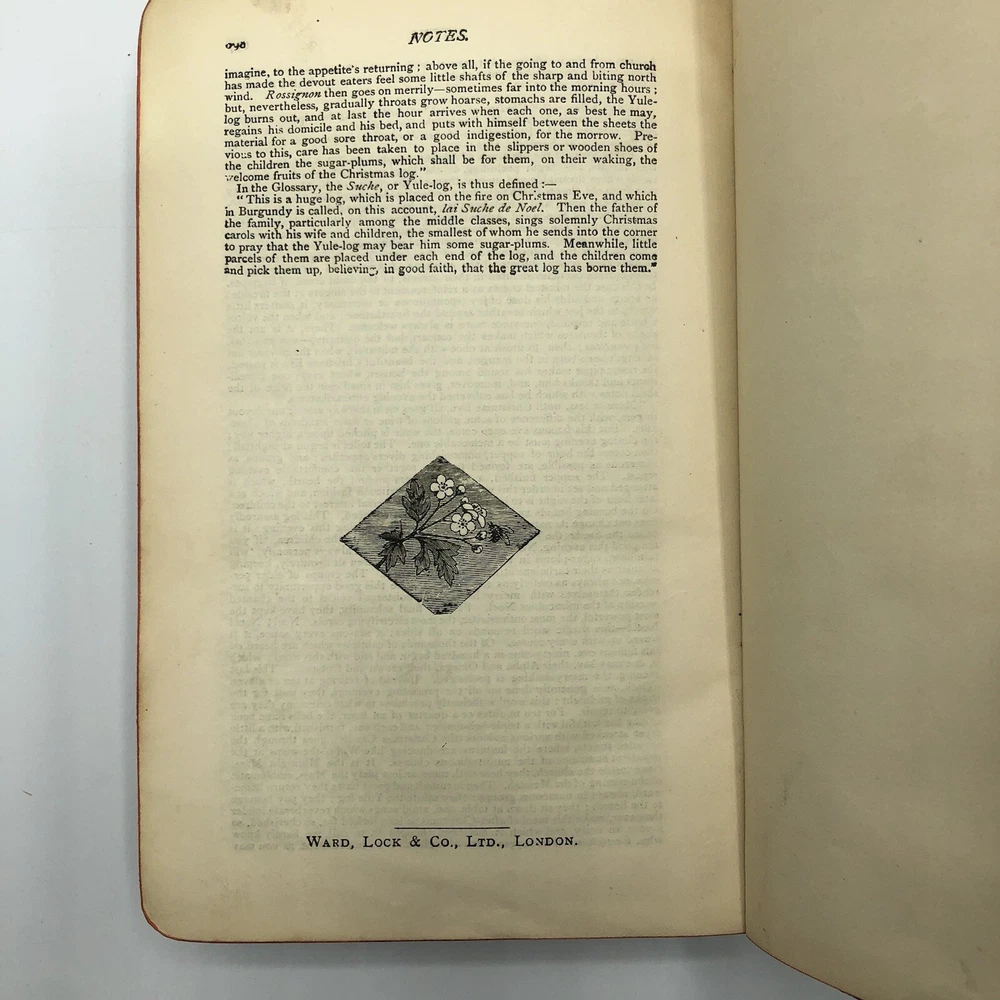 NOTES.
imagine, to the appetite's returning; above all, if the going to and from church
has made the devout eaters feel some little shafts of the sharp and biting north
wind. Rossignon then goes on merrily—sometimes far into the morning hours;
but, nevertheless, gradually throats grow hoarse, stomachs are filled, the Yule-
log burns out, and at last the hour arrives when each one, as best he may,
regains his domicile and his bed, and puts with himself between the sheets the
material for a good sore throat, or a good indigestion, for the morrow. Pre-
vious to this, care has been taken to place in the slippers or wooden shoes of
the children the sugar-plums, which shall be for them, on their waking, the
welcome fruits of the Christmas log."
In the Glossary, the Suche, or Yule-log, is thus defined:—
"This is a huge log, which is placed on the fire on Christmas Eve, and which
in Burgundy is called, on this account, lai Suche de Noel. Then the father of
the family, particularly among the middle classes, sings solemnly Christmas
carols with his wife and children, the smallest of whom he sends into the corner
to pray that the Yule-log may bear him some sugar-plums. Meanwhile, little
parcels of them are placed under each end of the log, and the children come
and pick them up, believing, in good faith, that the great log has borne them."
WARD, LOCK & CO., LTD., LONDON.